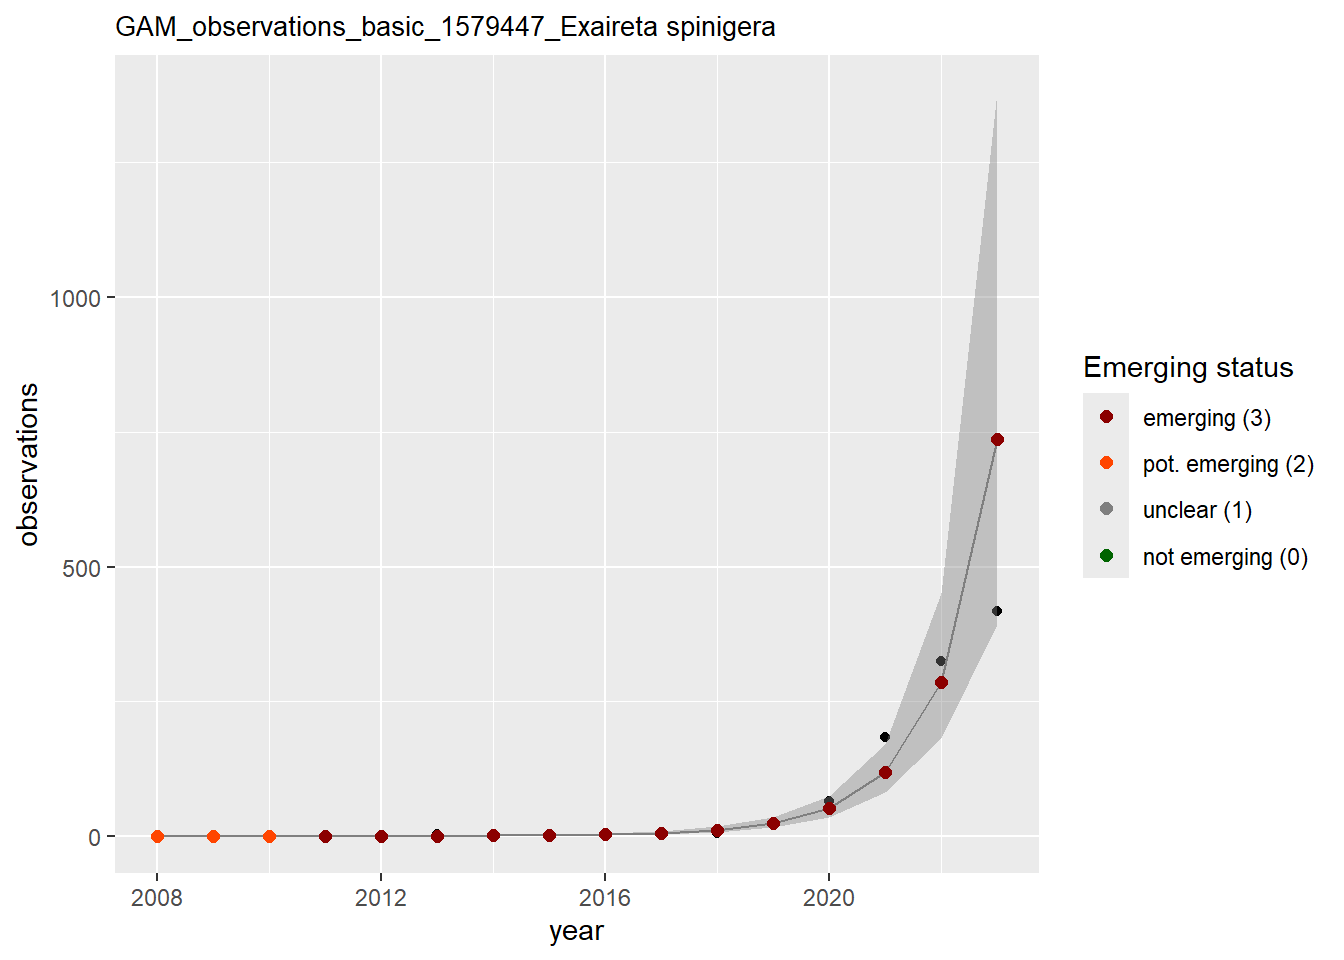 GAM_observations_basic_1579447_Exaireta spinigera
1000
500
0
observations
2008 2012 2016 2020
year
Emerging status
emerging (3)
pot. emerging (2)
unclear (1)
not emerging (0)